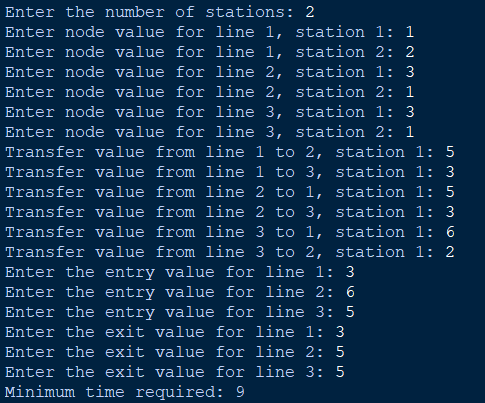 Enter the number of stations: 2
Enter node value for line 1, station 1: 1
Enter node value for line 1, station 2: 2
Enter node value for line 2, station 1: 3
Enter node value for line 2, station 2: 1
Enter node value for line 3, station 1: 3
Enter node value for line 3, station 2: 1
Transfer value from line 1 to 2, station 1: 5
Transfer value from line 1 to 3, station 1: 3
Transfer value from line 2 to 1, station 1: 5
Transfer value from line 2 to 3, station 1: 3
Transfer value from line 3 to 1, station 1: 6
Transfer value from line 3 to 2, station 1: 2
Enter the entry value for line 1: 3
Enter the entry value for line 2: 6
Enter the entry value for line 3: 5
Enter the exit value for line 1: 3
Enter the exit value for line 2: 5
Enter the exit value for line 3: 5
Minimum time required: 9